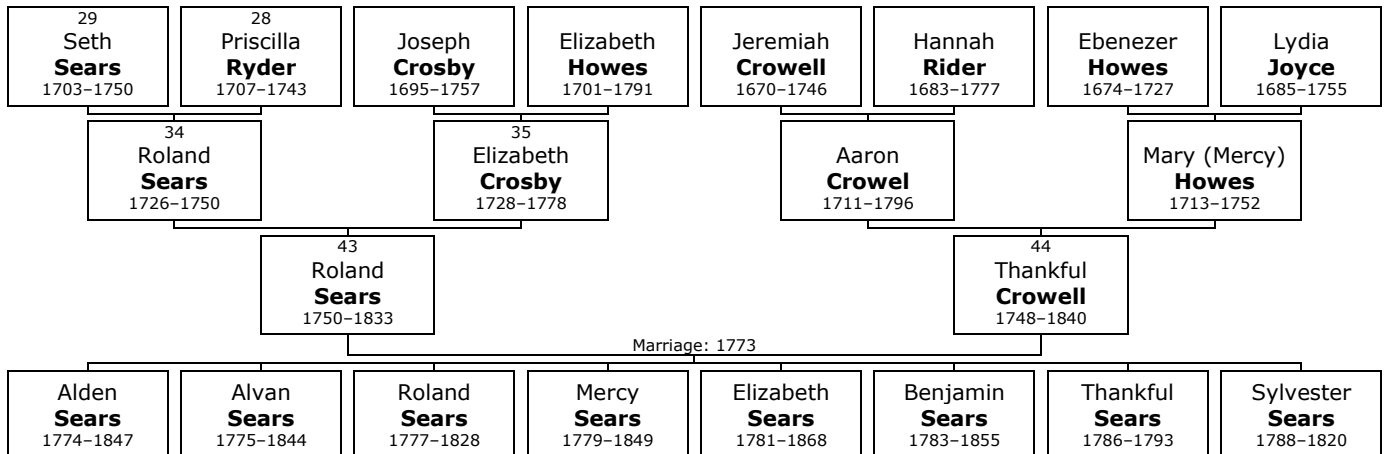 29
Seth
Sears
1703–1750
28
Priscilla
Ryder
1707–1743
Joseph
Crosby
1695–1757
Elizabeth
Howes
1701–1791
Jeremiah
Crowell
1670–1746
Hannah
Rider
1683–1777
Ebenezer
Howes
1674–1727
Lydia
Joyce
1685–1755
34
Roland
Sears
1726–1750
35
Elizabeth
Crosby
1728–1778
Aaron
Crowel
1711–1796
Mary (Mercy)
Howes
1713–1752
43
Roland
Sears
1750–1833
44
Thankful
Crowell
1748–1840
Marriage: 1773
Alden
Sears
1774–1847
Alvan
Sears
1775–1844
Roland
Sears
1777–1828
Mercy
Sears
1779–1849
Elizabeth
Sears
1781–1868
Benjamin
Sears
1783–1855
Thankful
Sears
1786–1793
Sylvester
Sears
1788–1820